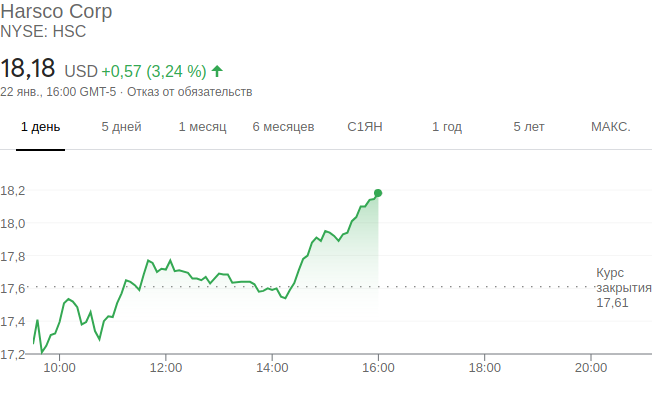 Harsco Corp
NYSE: HSC
18,18 USD +0,57 (3,24 %)
22 янв., 16:00 GMT-5 · Отказ от обязательств
1 день 5 дней 1 месяц 6 месяцев С1ЯН 1 год 5 лет МАКС.
18,2
18,0
17,8
17,6
17,4
17,2
Курс
закрытия
17,61
10:00 12:00 14:00 16:00 18:00 20:00